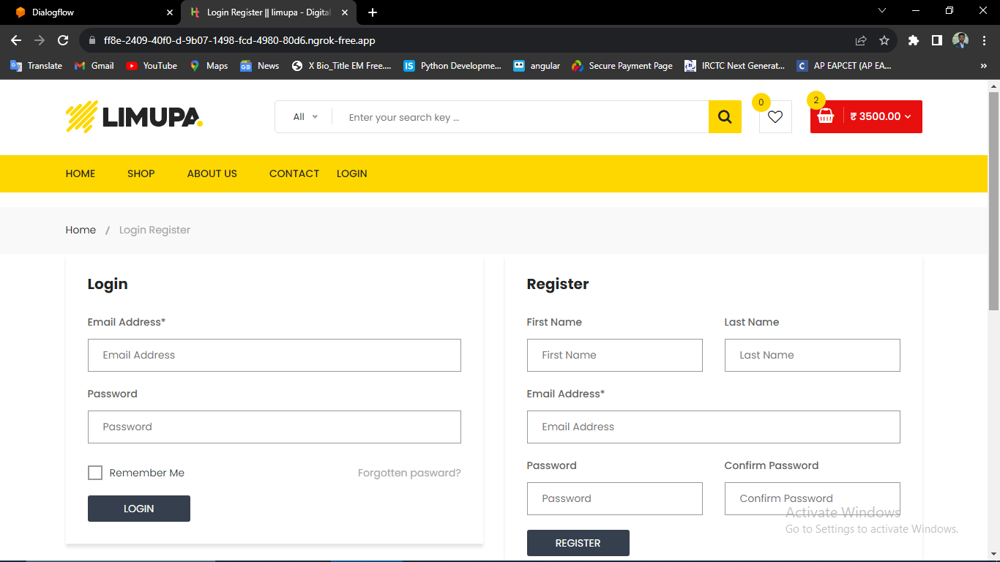 Dialogflow
Login Register || limupa - Digital
ff8e-2409-40f0-d-9b07-1498-fcd-4980-80d6.ngrok-free.app
Translate Gmail YouTube Maps News X Bio_Title EM Free.... Python Developme... angular Secure Payment Page IRCTC Next Generat... AP EAPCET (AP EA... »
LIMUPA.
All Enter your search key ... 0 2 ₹ 3500.00
HOME SHOP ABOUT US CONTACT LOGIN
Home / Login Register
Login
Email Address*
Email Address
Password
Password
Remember Me Forgotten pasward?
LOGIN
Register
First Name Last Name
First Name Last Name
Email Address*
Email Address
Password Confirm Password
Password Confirm Password
REGISTER
Activate Windows
Go to Settings to activate Windows.